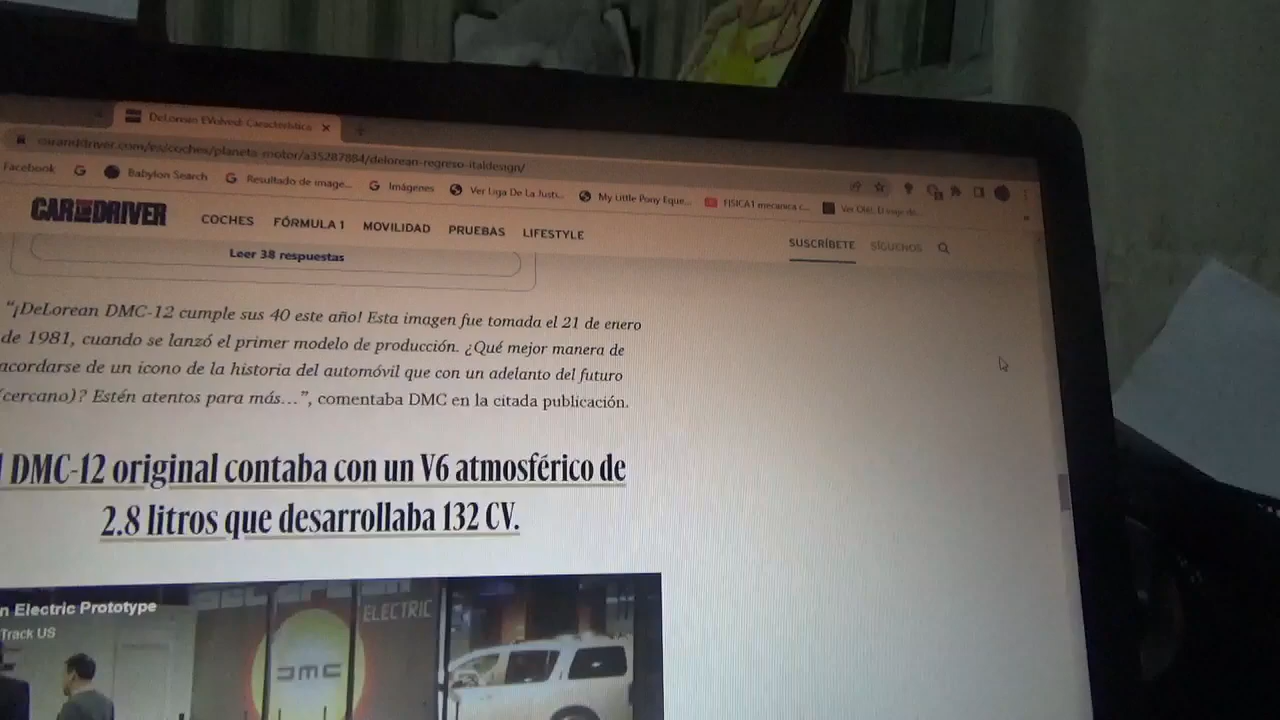 DeLorean EVolved: Característica
caranddriver.com/es/coches/planeta-motor/a35287884/delorean-regreso-italdesign/
Facebook G Babylon Search G Resultado de image... G Imágenes Ver Liga De La Justi... My Little Pony Eque... FISICA1 mecanica c... Ver Olé!, El viaje de...
CAR AND DRIVER COCHES FÓRMULA 1 MOVILIDAD PRUEBAS LIFESTYLE SUSCRÍBETE SÍGUENOS
Leer 38 respuestas
“¡DeLorean DMC-12 cumple sus 40 este año! Esta imagen fue tomada el 21 de enero
de 1981, cuando se lanzó el primer modelo de producción. ¿Qué mejor manera de
acordarse de un icono de la historia del automóvil que con un adelanto del futuro
(cercano)? Estén atentos para más…”, comentaba DMC en la citada publicación.
l DMC-12 original contaba con un V6 atmosférico de
2.8 litros que desarrollaba 132 CV.
n Electric Prototype
Track US
ELECTRIC
DMC